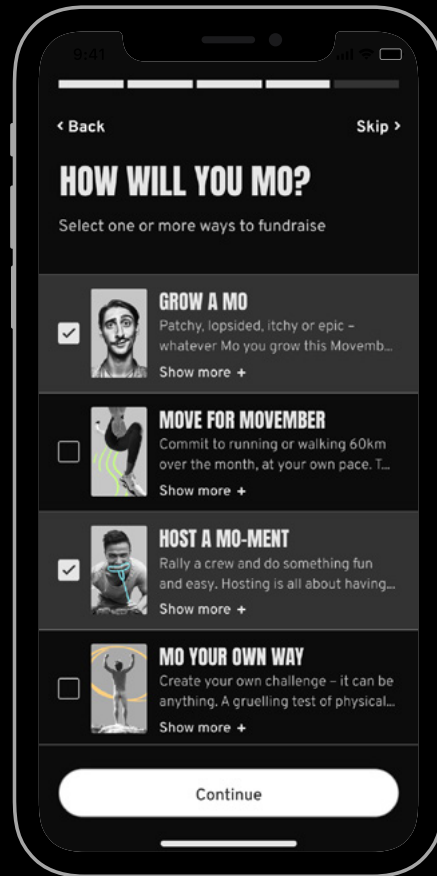 9:41
< Back
Skip >
HOW WILL YOU MO?
Select one or more ways to fundraise
GROW A MO
Patchy, lopsided, itchy or epic –
whatever Mo you grow this Movemb...
Show more +
MOVE FOR MOVEMBER
Commit to running or walking 60km
over the month, at your own pace. T...
Show more +
HOST A MO-MENT
Rally a crew and do something fun
and easy. Hosting is all about having...
Show more +
MO YOUR OWN WAY
Create your own challenge – it can be
anything. A gruelling test of physical...
Show more +
Continue